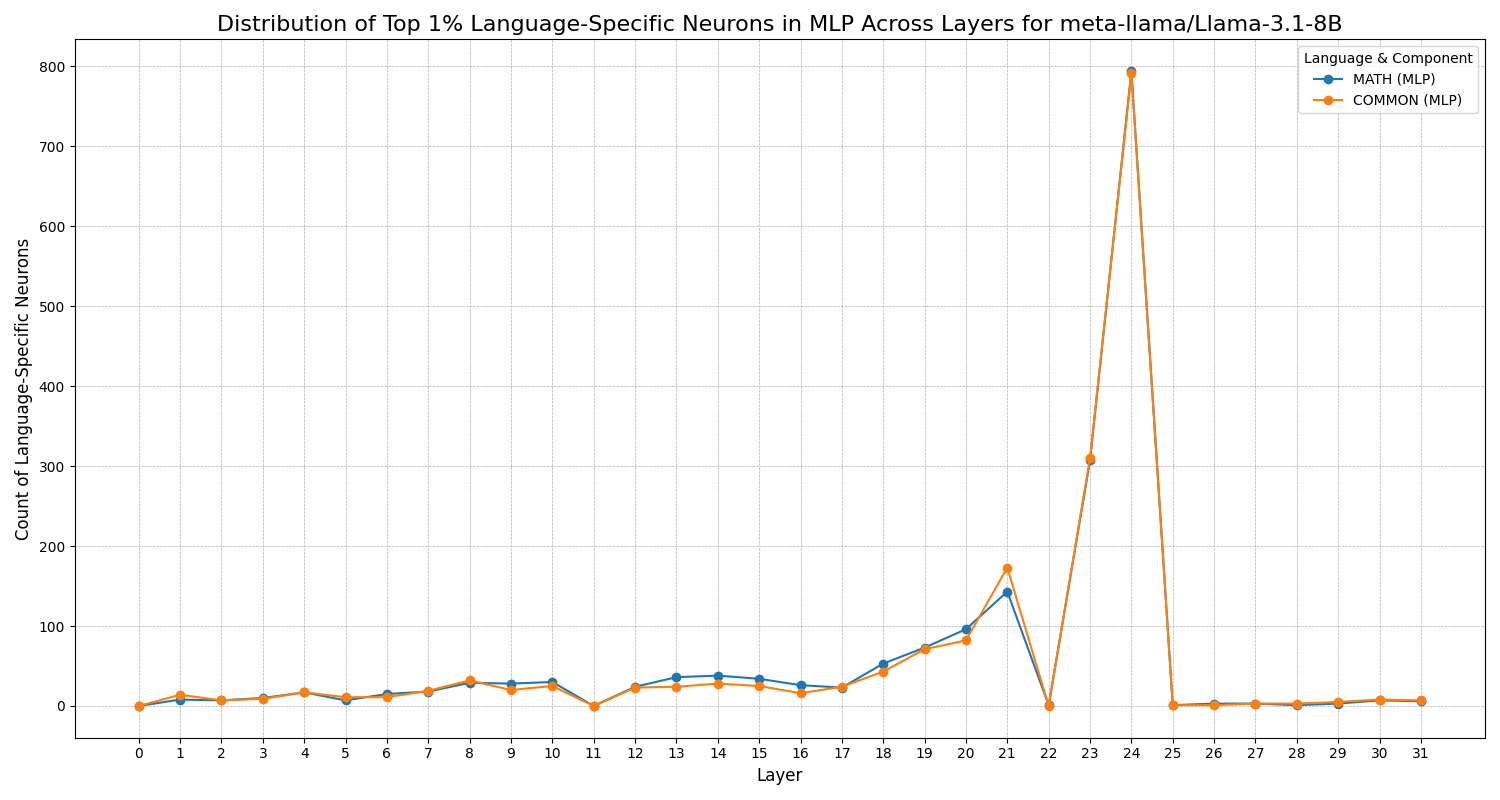 Distribution of Top 1% Language-Specific Neurons in MLP Across Layers for meta-llama/Llama-3.1-8B
Language & Component
MATH (MLP)
COMMON (MLP)
Count of Language-Specific Neurons
800
700
600
500
400
300
200
100
0
0 1 2 3 4 5 6 7 8 9 10 11 12 13 14 15 16 17 18 19 20 21 22 23 24 25 26 27 28 29 30 31
Layer